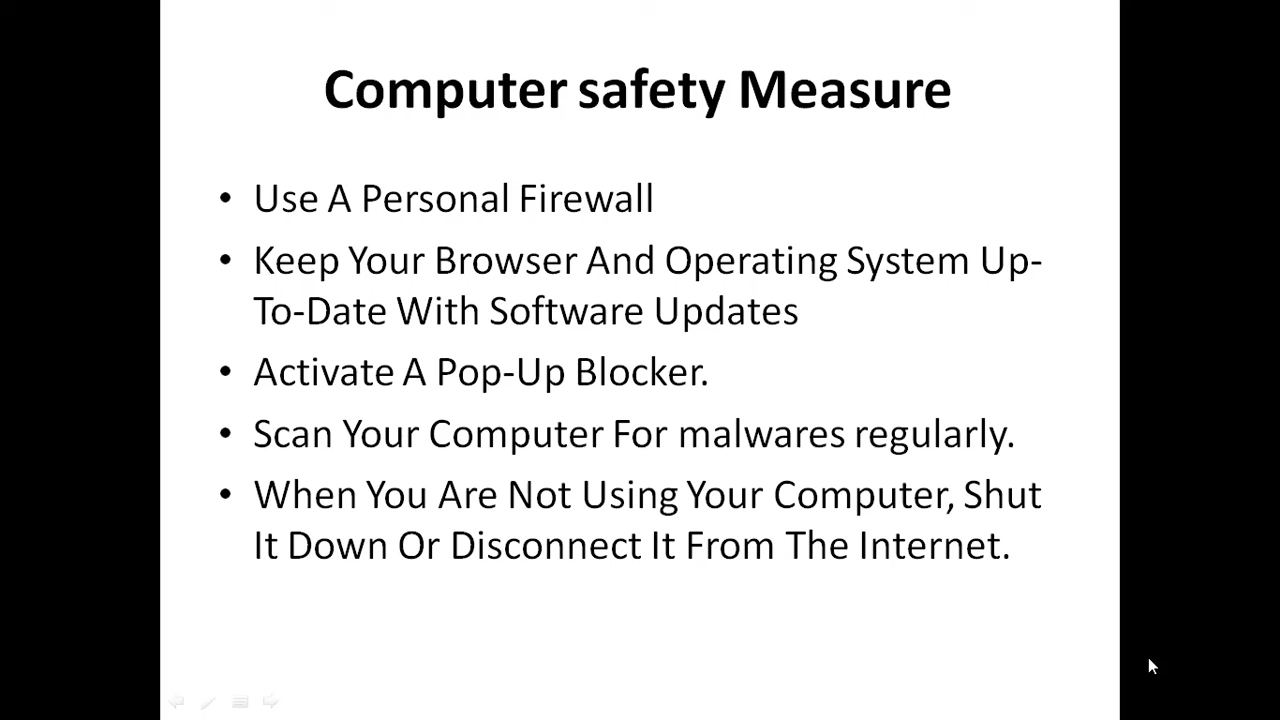 Computer safety Measure
• Use A Personal Firewall
• Keep Your Browser And Operating System Up-
To-Date With Software Updates
• Activate A Pop-Up Blocker.
• Scan Your Computer For malwares regularly.
• When You Are Not Using Your Computer, Shut
It Down Or Disconnect It From The Internet.